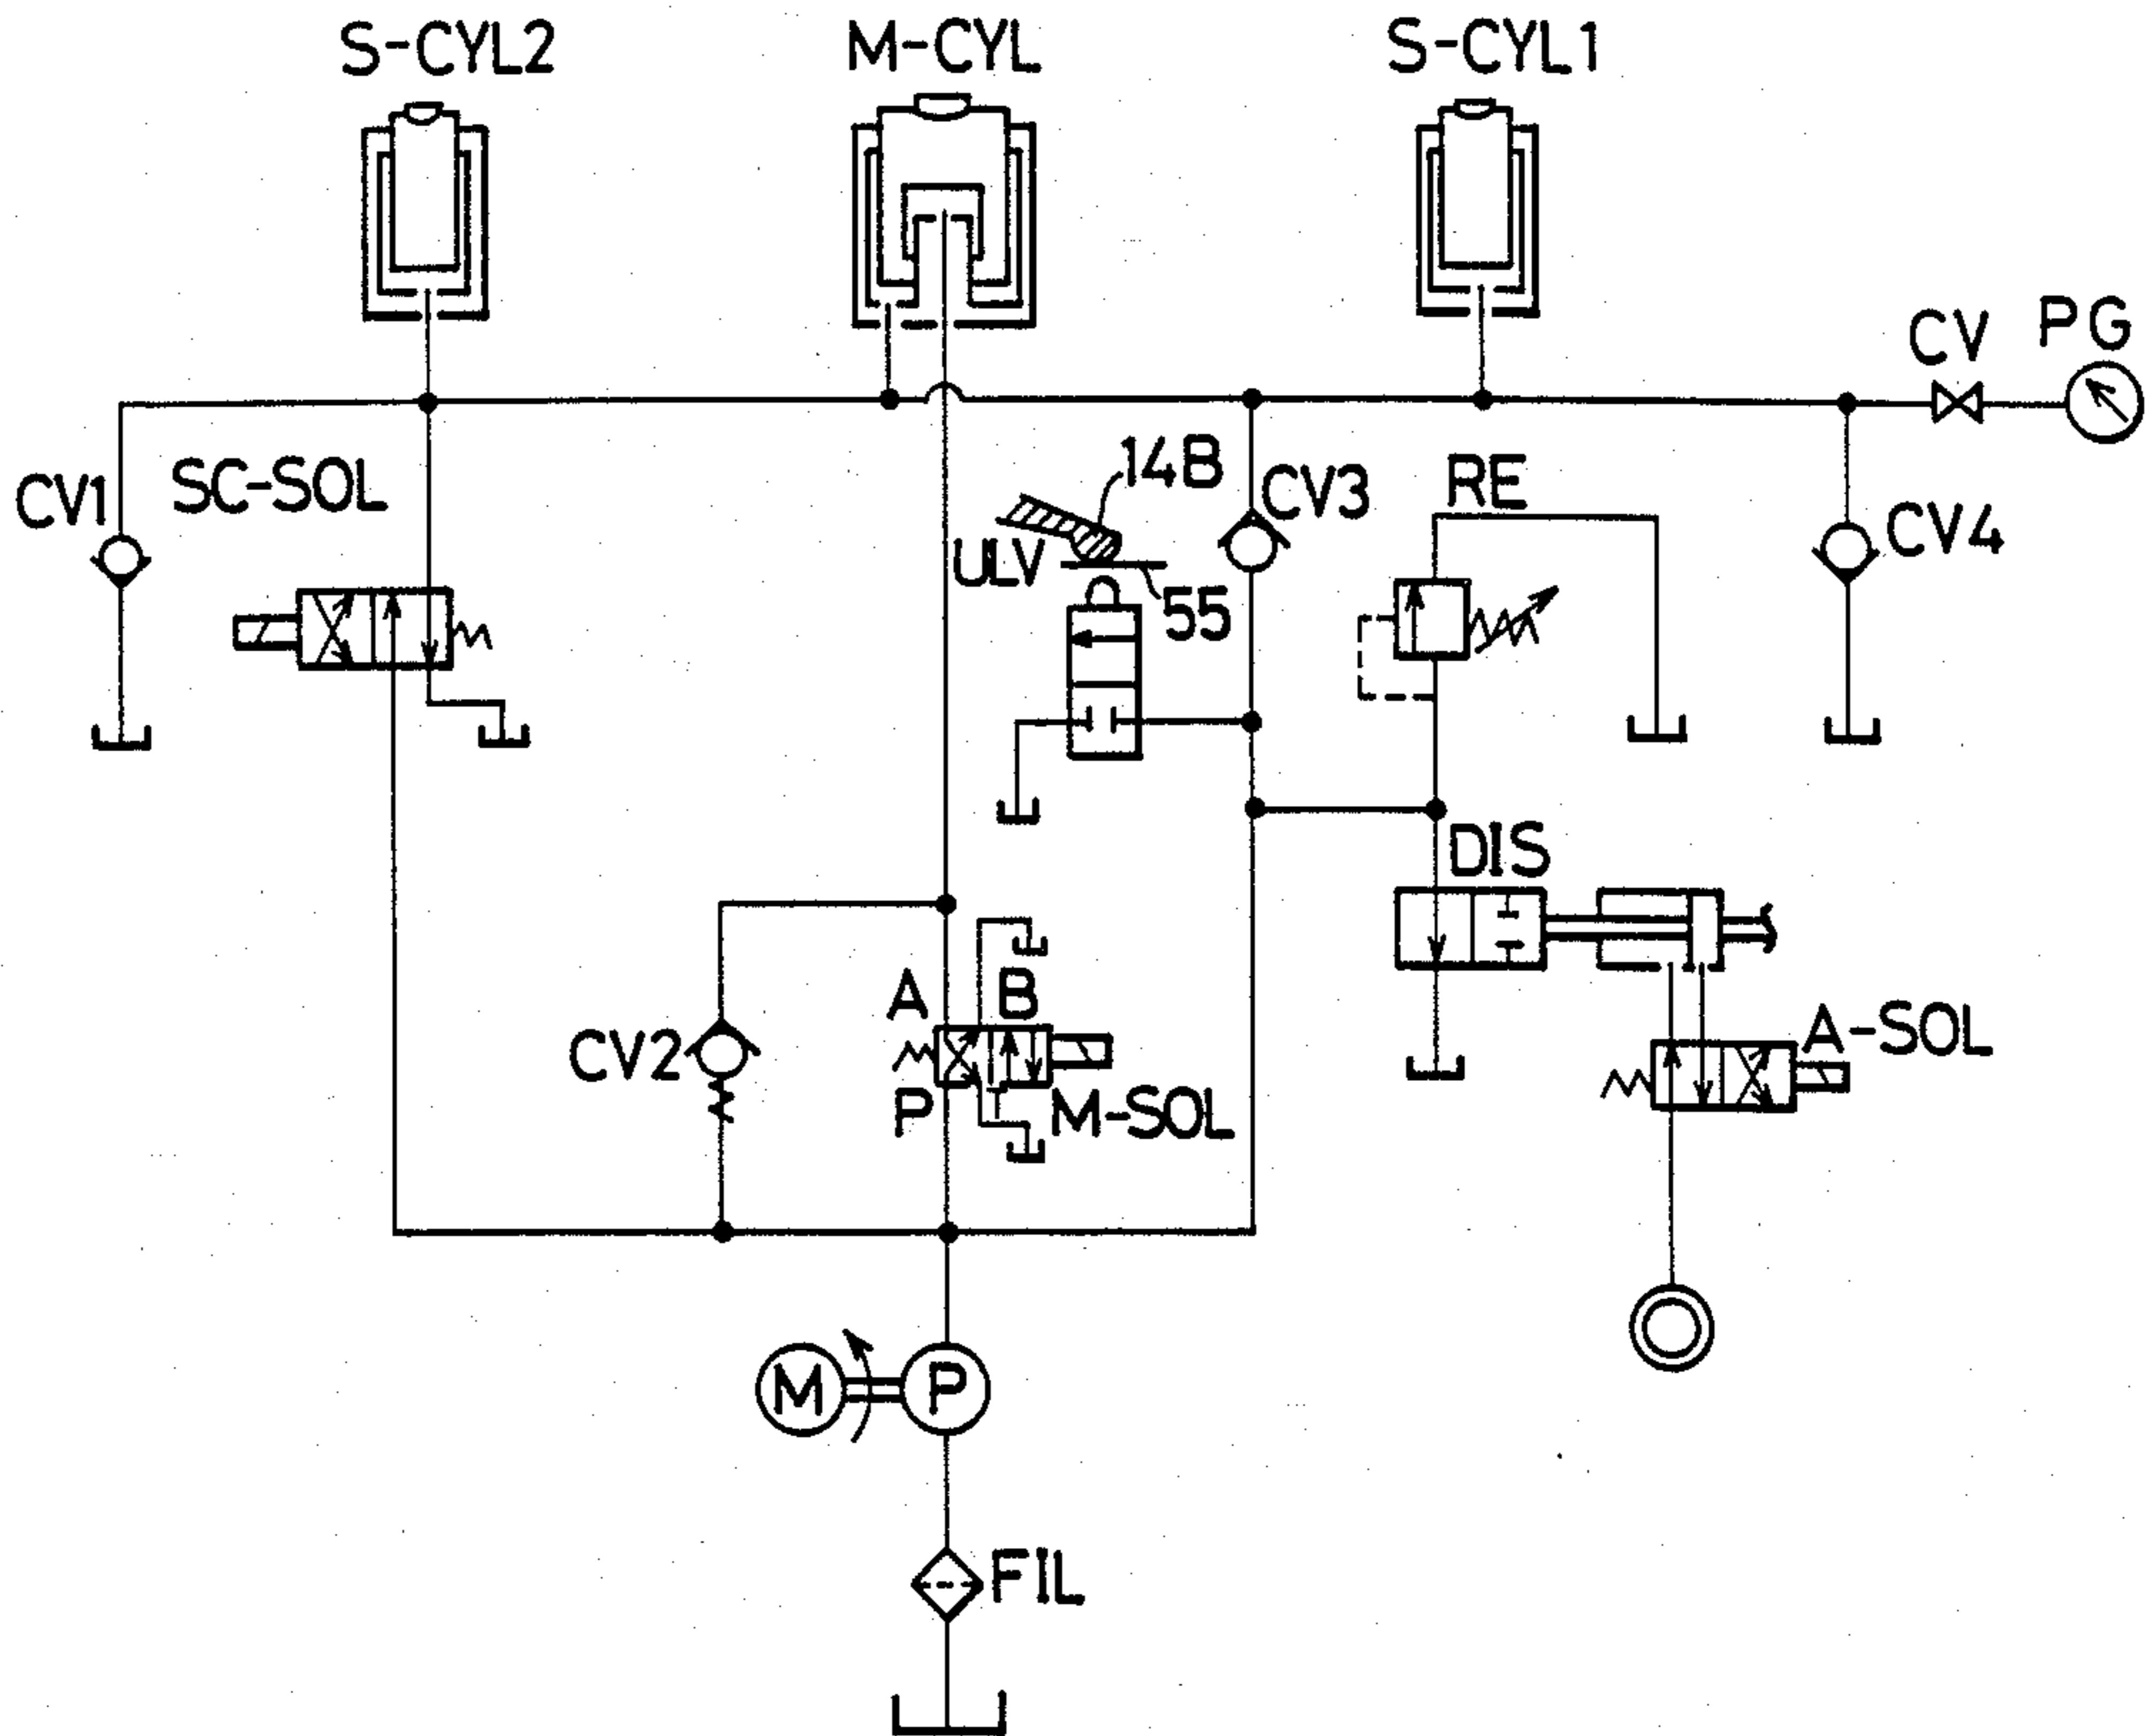 S-CYL2
M-CYL
S-CYL1
CV
PG
CV1
SC-SOL
14B
ULV
55
CV3
RE
CV4
DIS
A
B
CV2
P
M-SOL
A-SOL
M
P
FIL